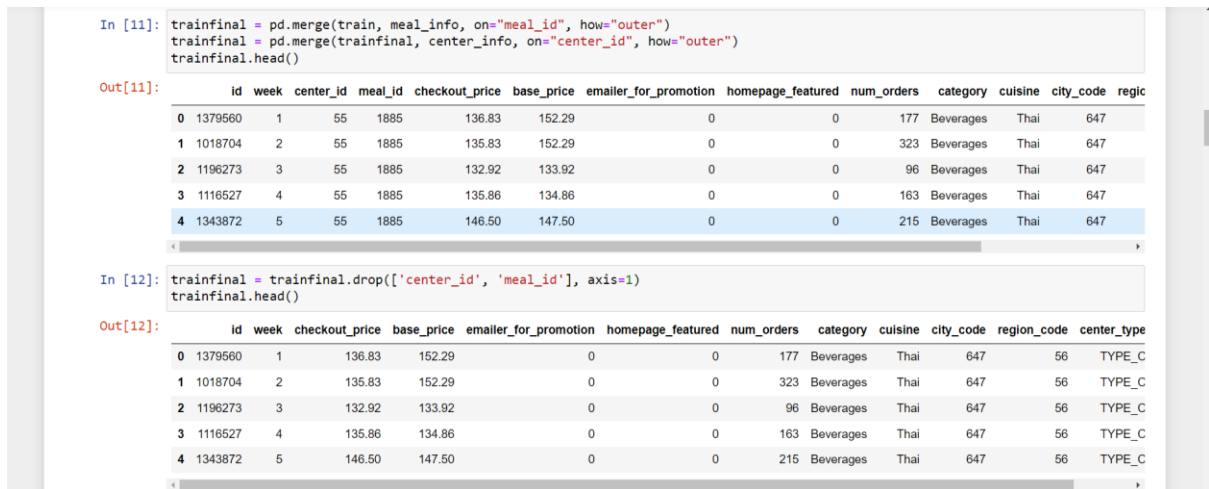 In [11]: trainfinal = pd.merge(train, meal_info, on="meal_id", how="outer")
trainfinal = pd.merge(trainfinal, center_info, on="center_id", how="outer")
trainfinal.head()
Out[11]:
id week center_id meal_id checkout_price base_price emailer_for_promotion homepage_featured num_orders category cuisine city_code regic
0 1379560 1 55 1885 136.83 152.29 0 0 177 Beverages Thai 647
1 1018704 2 55 1885 135.83 152.29 0 0 323 Beverages Thai 647
2 1196273 3 55 1885 132.92 133.92 0 0 96 Beverages Thai 647
3 1116527 4 55 1885 135.86 134.86 0 0 163 Beverages Thai 647
4 1343872 5 55 1885 146.50 147.50 0 0 215 Beverages Thai 647
In [12]: trainfinal = trainfinal.drop(['center_id', 'meal_id'], axis=1)
trainfinal.head()
Out[12]:
id week checkout_price base_price emailer_for_promotion homepage_featured num_orders category cuisine city_code region_code center_type
0 1379560 1 136.83 152.29 0 0 177 Beverages Thai 647 56 TYPE_C
1 1018704 2 135.83 152.29 0 0 323 Beverages Thai 647 56 TYPE_C
2 1196273 3 132.92 133.92 0 0 96 Beverages Thai 647 56 TYPE_C
3 1116527 4 135.86 134.86 0 0 163 Beverages Thai 647 56 TYPE_C
4 1343872 5 146.50 147.50 0 0 215 Beverages Thai 647 56 TYPE_C